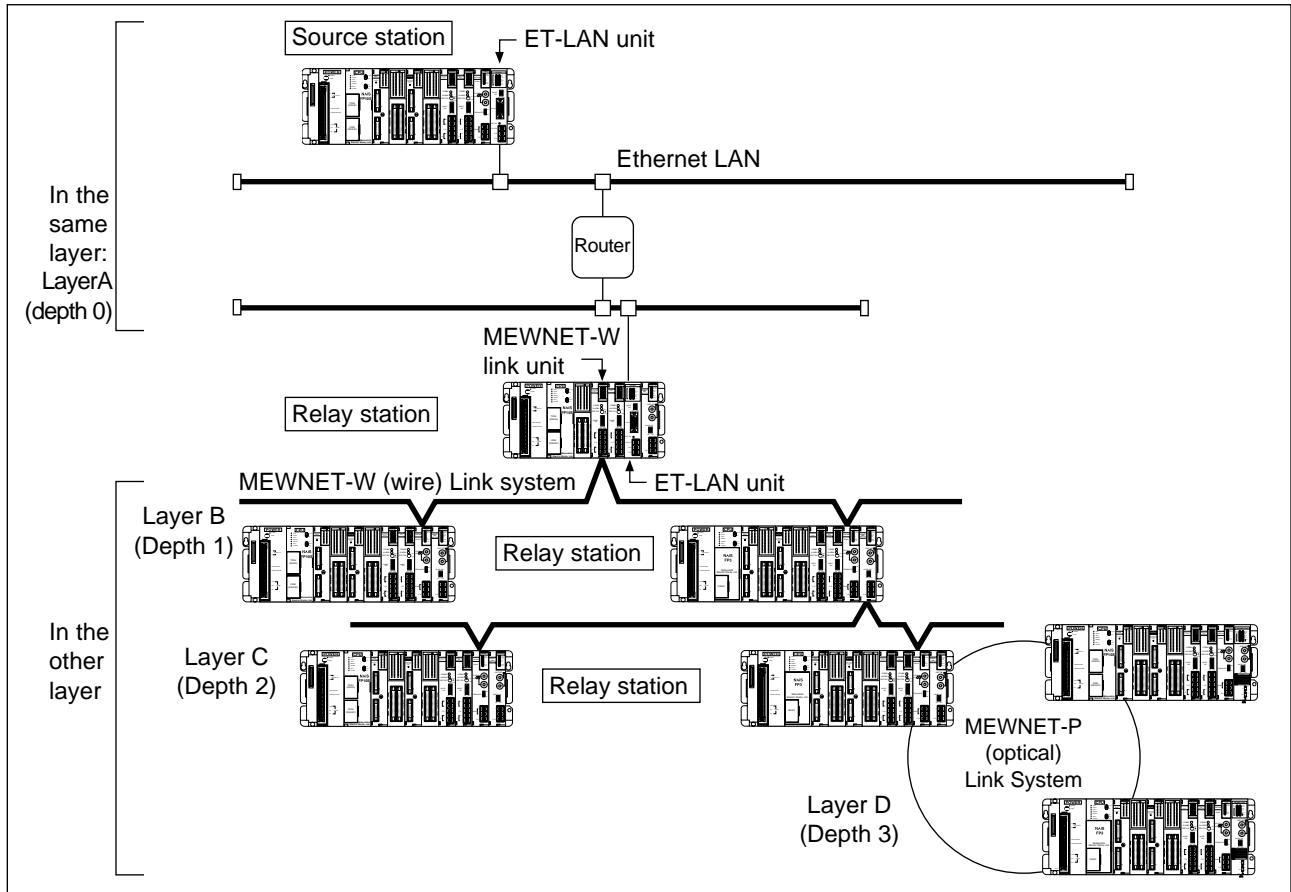 Source station
ET-LAN unit
Ethernet LAN
In the
same
layer:
LayerA
(depth 0)
Router
MEWNET-W
link unit
Relay station
MEWNET-W (wire) Link system
ET-LAN unit
Layer B
(Depth 1)
Relay station
In the
other
layer
Layer C
(Depth 2)
Relay station
MEWNET-P
(optical)
Link System
Layer D
(Depth 3)